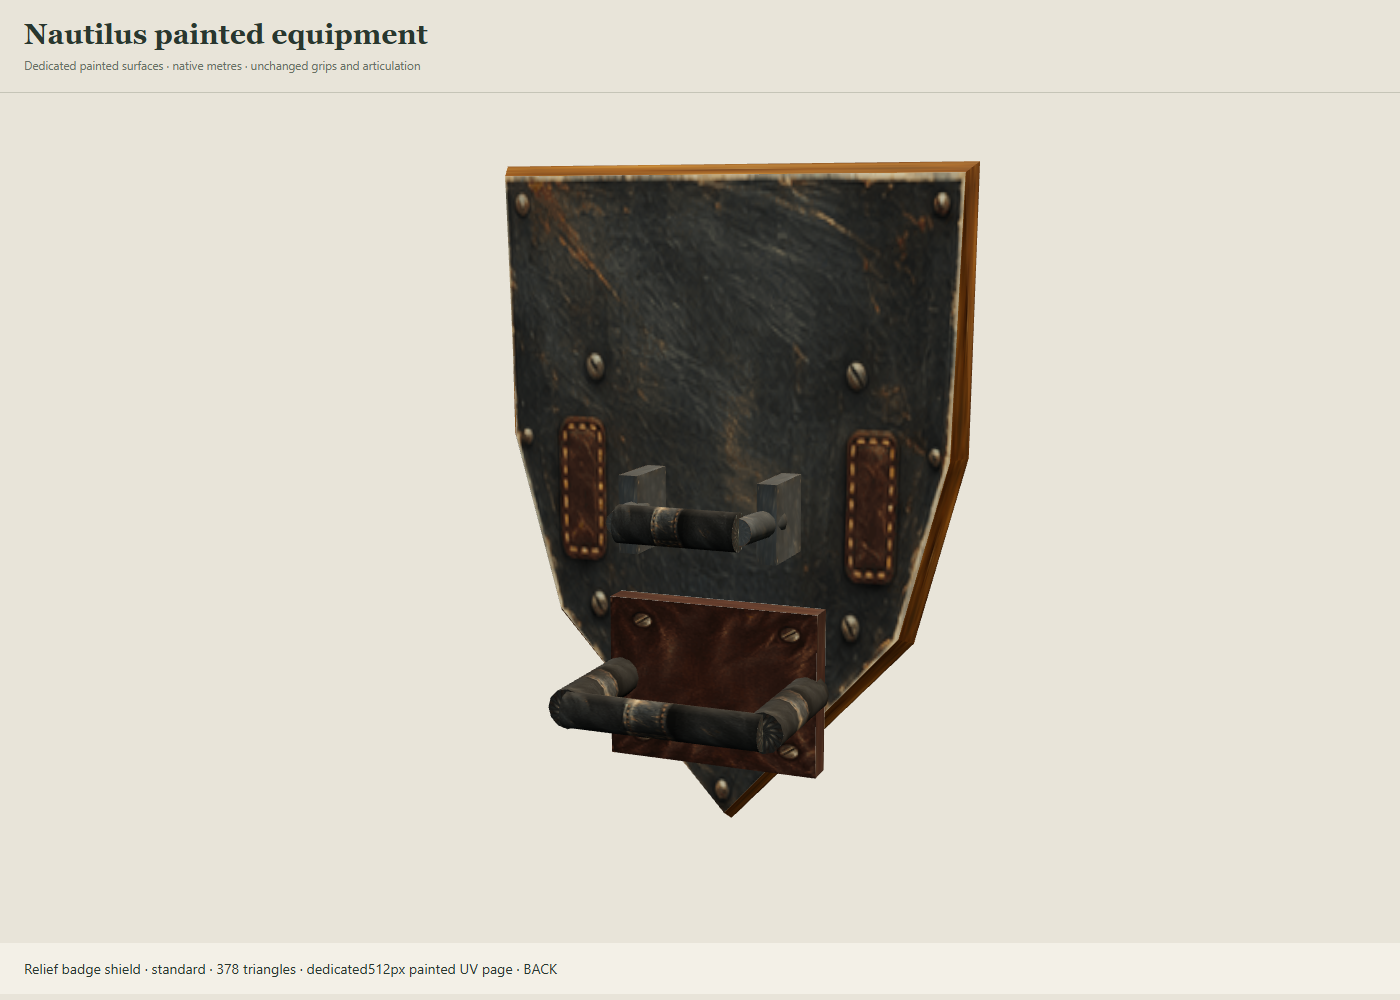 Nautilus painted equipment
Dedicated painted surfaces · native metres · unchanged grips and articulation
Relief badge shield · standard · 378 triangles · dedicated512px painted UV page · BACK